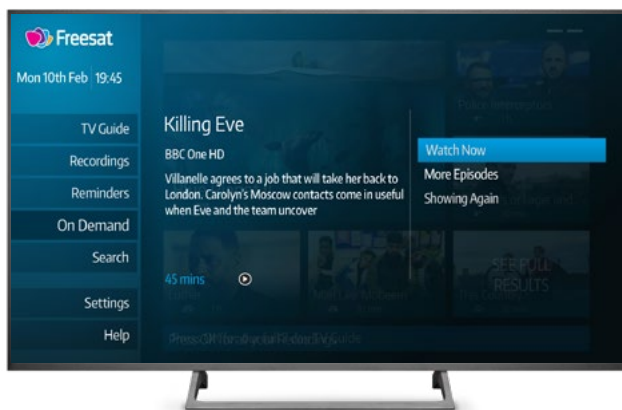 Freesat
Mon 10th Feb 19:45
TV Guide
Recordings
Reminders
On Demand
Search
Settings
Help
Killing Eve
BBC One HD
Villanelle agrees to a job that will take her back to
London. Carolyn's Moscow contacts come in useful
when Eve and the team uncover
45 mins
Watch Now
More Episodes
Showing Again
SEE FULL
RESULTS